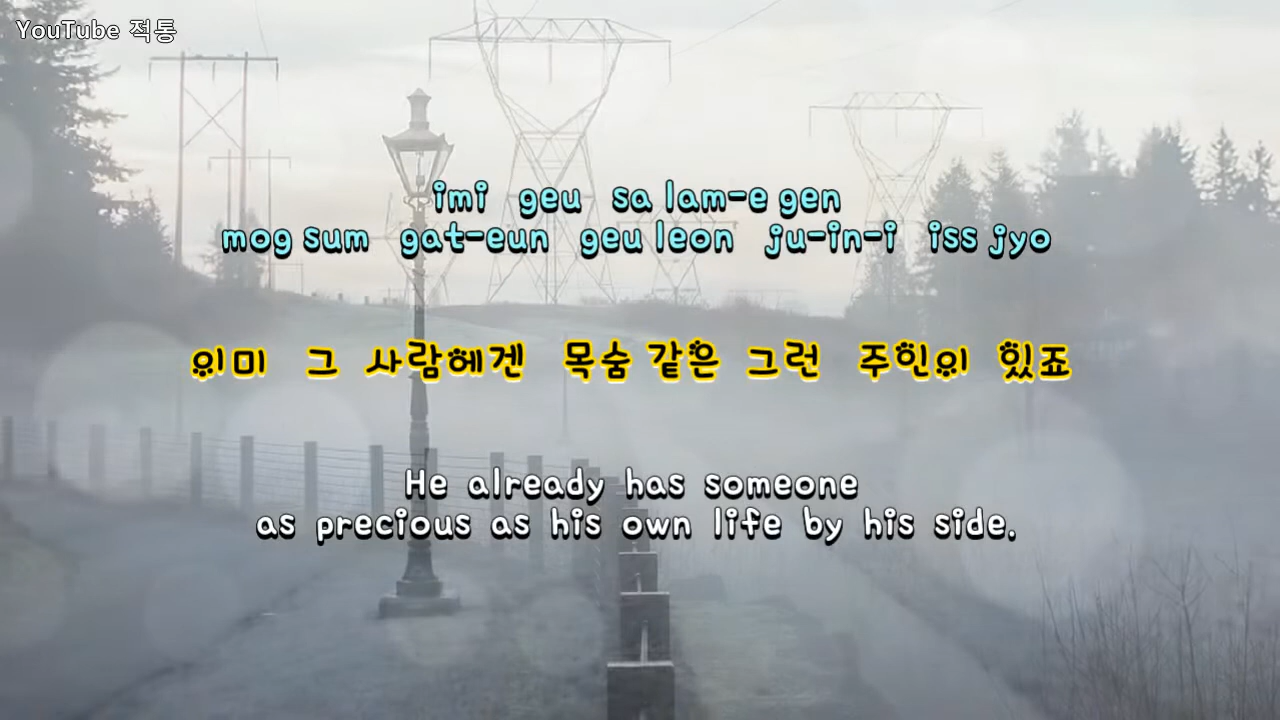 YouTube 적통
imi geu sa lam-e gen
mog sum gat-eun geu leon ju-in-i iss jyo
이미 그 사람에겐 목숨 같은 그런 주인이 있죠
He already has someone
as precious as his own life by his side.